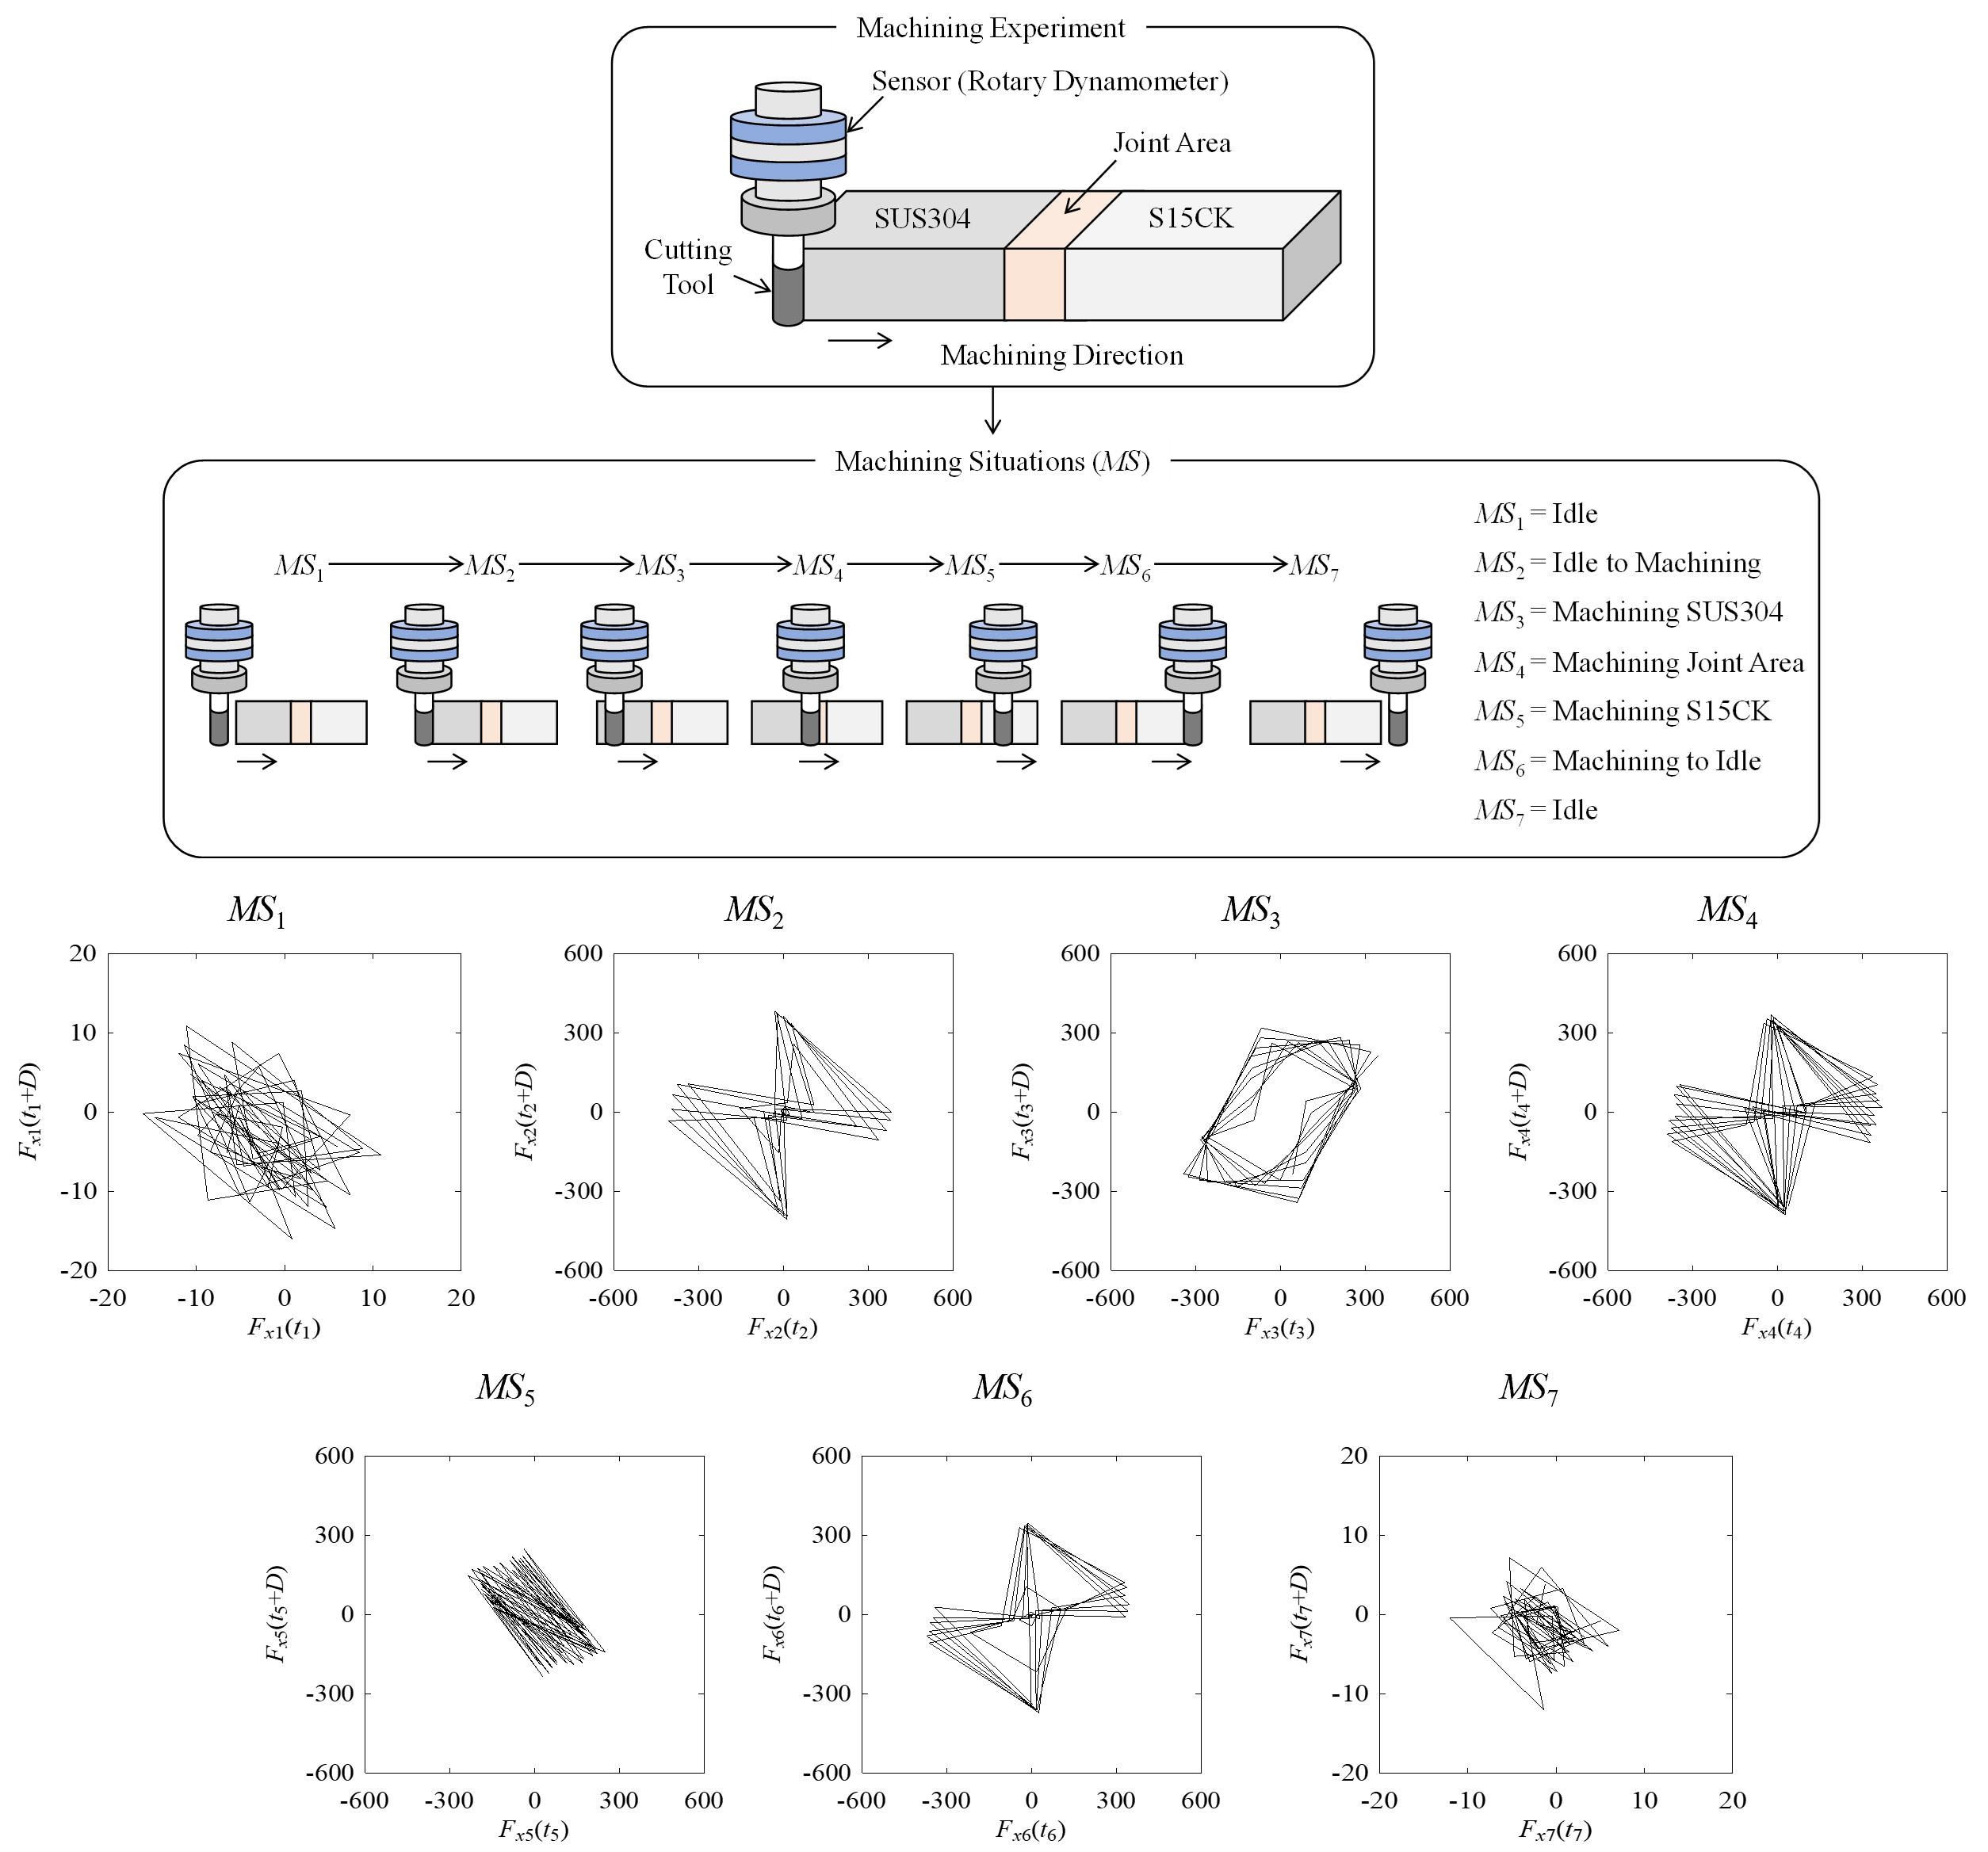 Machining Experiment
Sensor (Rotary Dynamometer)
Joint Area
SUS304
S15CK
Cutting
Tool
Machining Direction
Machining Situations (MS)
MS1 = Idle
MS2 = Idle to Machining
MS3 = Machining SUS304
MS4 = Machining Joint Area
MS5 = Machining S15CK
MS6 = Machining to Idle
MS7 = Idle
MS1 MS2 MS3 MS4 MS5 MS6 MS7
MS1
20
10
0
-10
-20
-20 -10 0 10 20
Fx1(t1+D)
Fx1(t1)
MS2
600
300
0
-300
-600
-600 -300 0 300 600
Fx2(t2+D)
Fx2(t2)
MS3
600
300
0
-300
-600
-600 -300 0 300 600
Fx3(t3+D)
Fx3(t3)
MS4
600
300
0
-300
-600
-600 -300 0 300 600
Fx4(t4+D)
Fx4(t4)
MS5
600
300
0
-300
-600
-600 -300 0 300 600
Fx5(t5+D)
Fx5(t5)
MS6
600
300
0
-300
-600
-600 -300 0 300 600
Fx6(t6+D)
Fx6(t6)
MS7
20
10
0
-10
-20
-20 -10 0 10 20
Fx7(t7+D)
Fx7(t7)